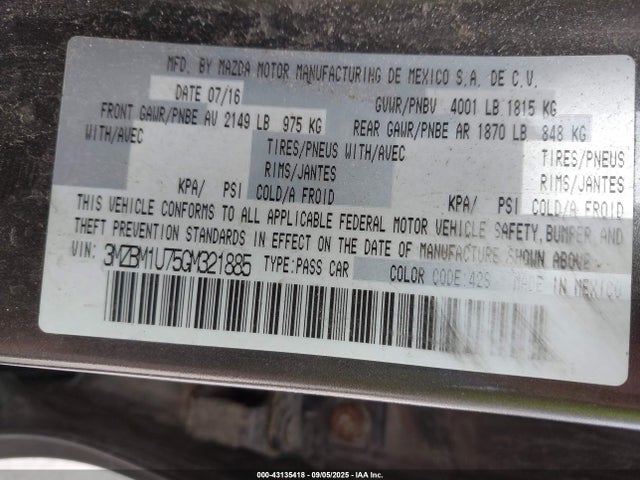 MFD. BY MAZDA MOTOR MANUFACTURING DE MEXICO S.A. DE C.V.
DATE 07/16 GVWR/PNBV 4001 LB 1815 KG
FRONT GAWR/PNBE AV 2149 LB 975 KG REAR GAWR/PNBE AR 1870 LB 848 KG
WITH/AVEC TIRES/PNEUS WITH/AVEC TIRES/PNEUS
RIMS/JANTES RIMS/JANTES
KPA/ PSI COLD/A FROID KPA/ PSI COLD/A FROID
THIS VEHICLE CONFORMS TO ALL APPLICABLE FEDERAL MOTOR VEHICLE SAFETY, BUMPER AND
THEFT PREVENTION STANDARDS IN EFFECT ON THE DATE OF MANUFACTURE SHOWN ABOVE.
VIN: 3MZBM1U75GM321885 TYPE:PASS CAR COLOR CODE:42S MADE IN MEXICO
000-43135418 - 09/05/2025 - IAA Inc.